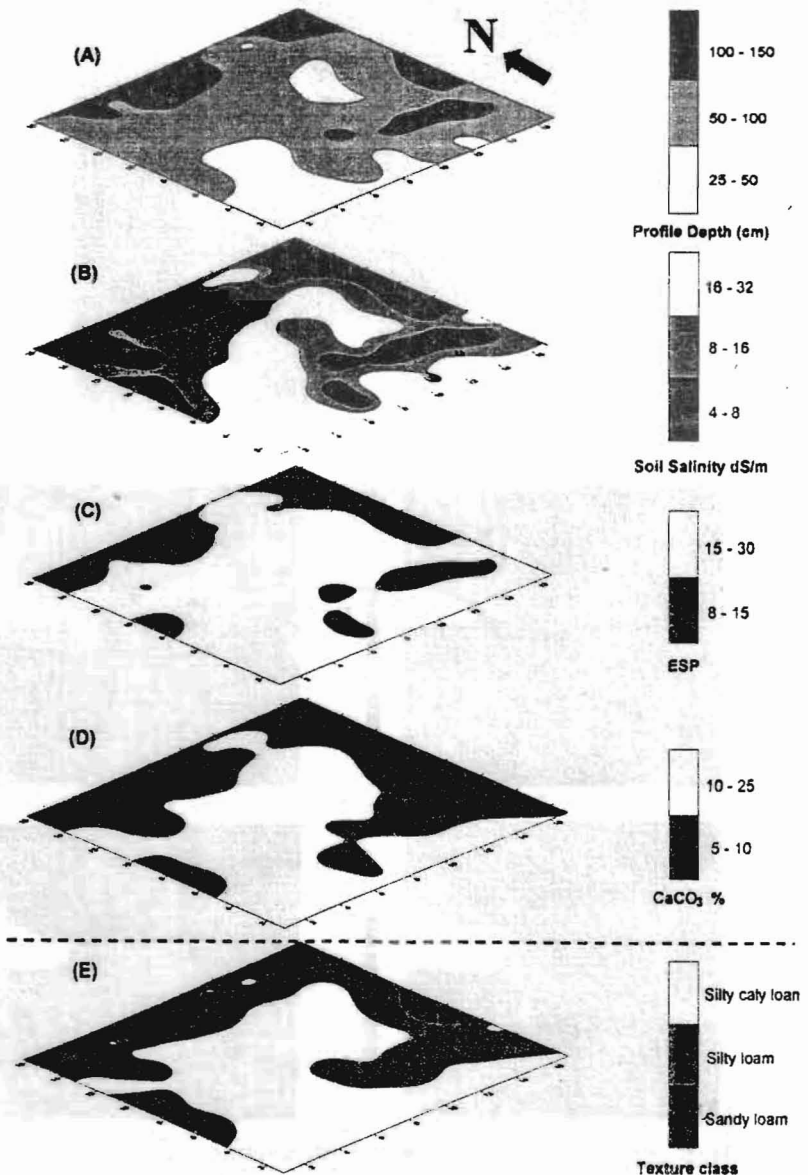 (A)
N
100 - 150
50 - 100
25 - 50
Profile Depth (cm)
(B)
16 - 32
8 - 16
4 - 8
Soil Salinity dS/m
(C)
15 - 30
8 - 15
ESP
(D)
10 - 25
5 - 10
CaCO₃ %
(E)
Silty caly loan
Silty loam
Sandy loam
Texture class